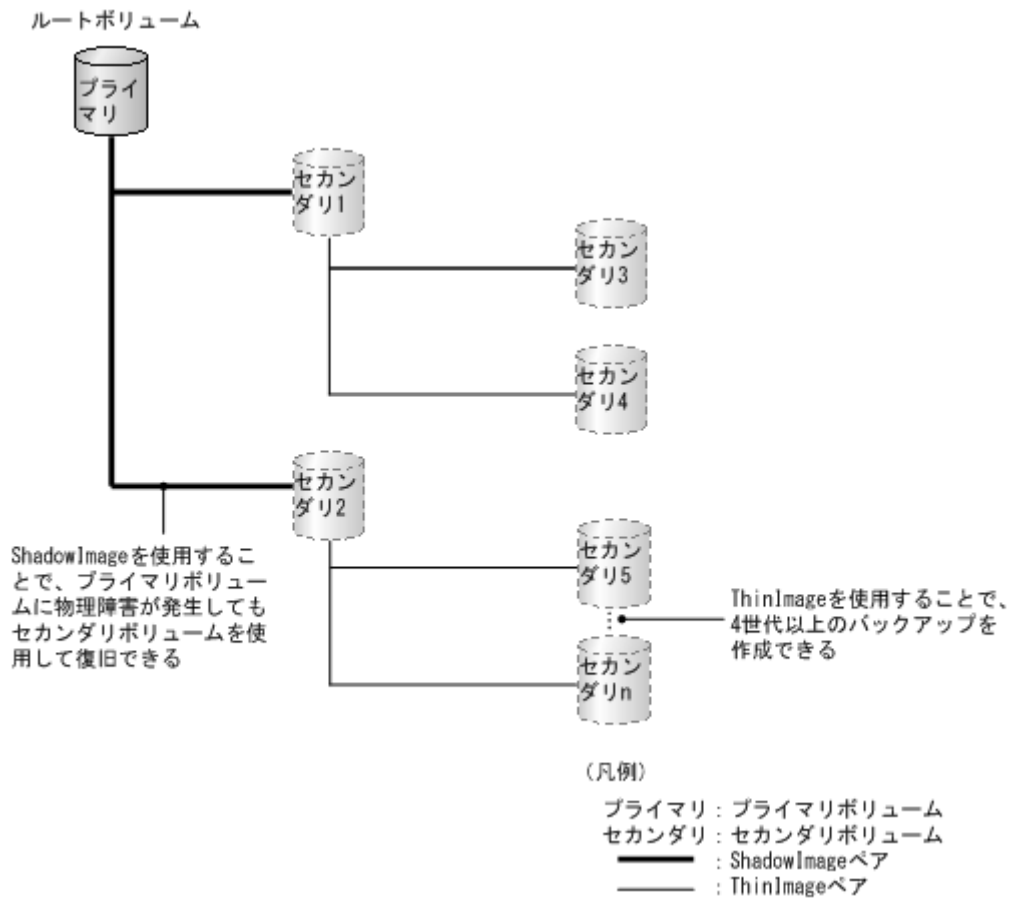 ルートボリューム
プライ
マリ
セカン
ダリ1
セカン
ダリ3
セカン
ダリ4
セカン
ダリ2
ShadowImageを使用するこ
とで、プライマリボリュー
ムに物理障害が発生しても
セカンダリボリュームを使
用して復旧できる
セカン
ダリ5
ThinImageを使用することで、
4世代以上のバックアップを
作成できる
セカン
ダリn
(凡例)
プライマリ：プライマリボリューム
セカンダリ：セカンダリボリューム
：ShadowImageペア
：ThinImageペア